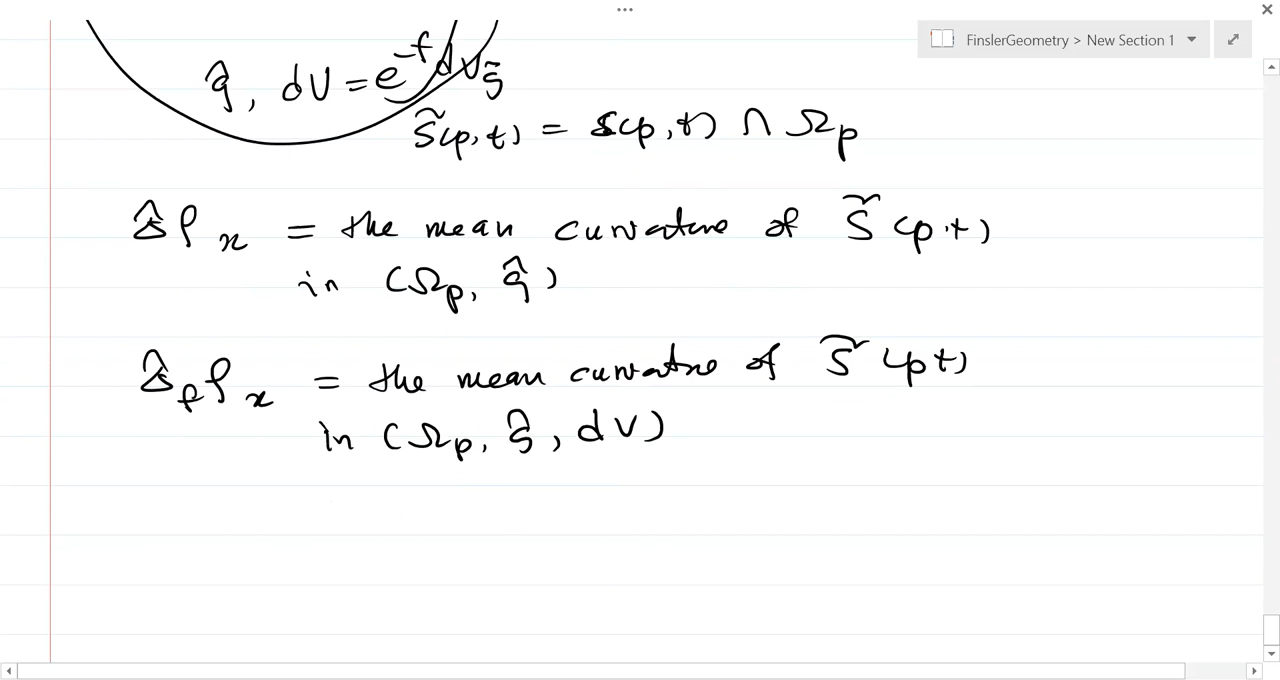 FinslerGeometry > New Section 1
ĝ, dV = e^{-f} dV_ĝ
S̃(p,t) = S(p,t) ∩ Ω_p
Δ̂ρ_x = the mean curvature of S̃(p,t)
in (Ω_p, ĝ)
Δ̂_f ρ_x = the mean curvature of S̃(p t)
in (Ω_p, ĝ, dV)